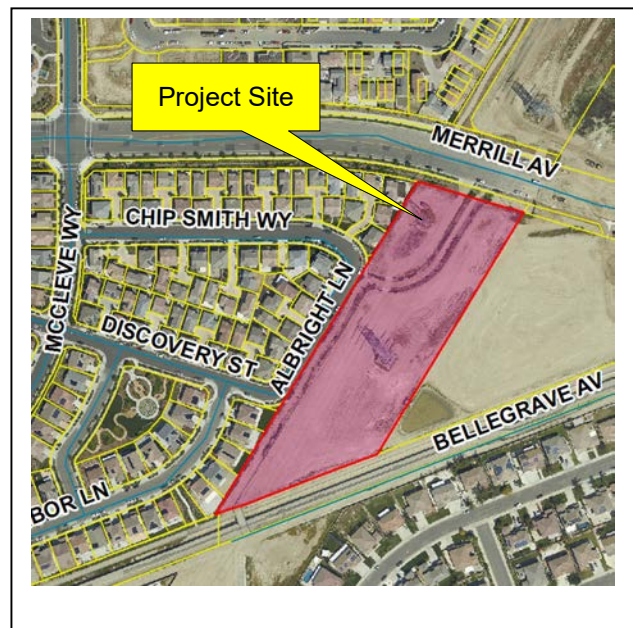 Project Site
MERRILL AV
CHIP SMITH WY
MCCLEVE WY
ALBRIGHT LN
DISCOVERY ST
BELLEGRAVE AV
BOR LN